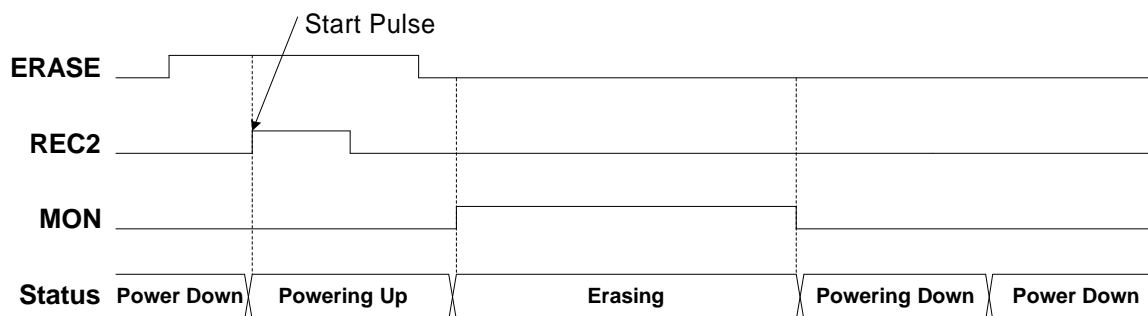 Start Pulse
ERASE
REC2
MON
Status Power Down Powering Up Erasing Powering Down Power Down